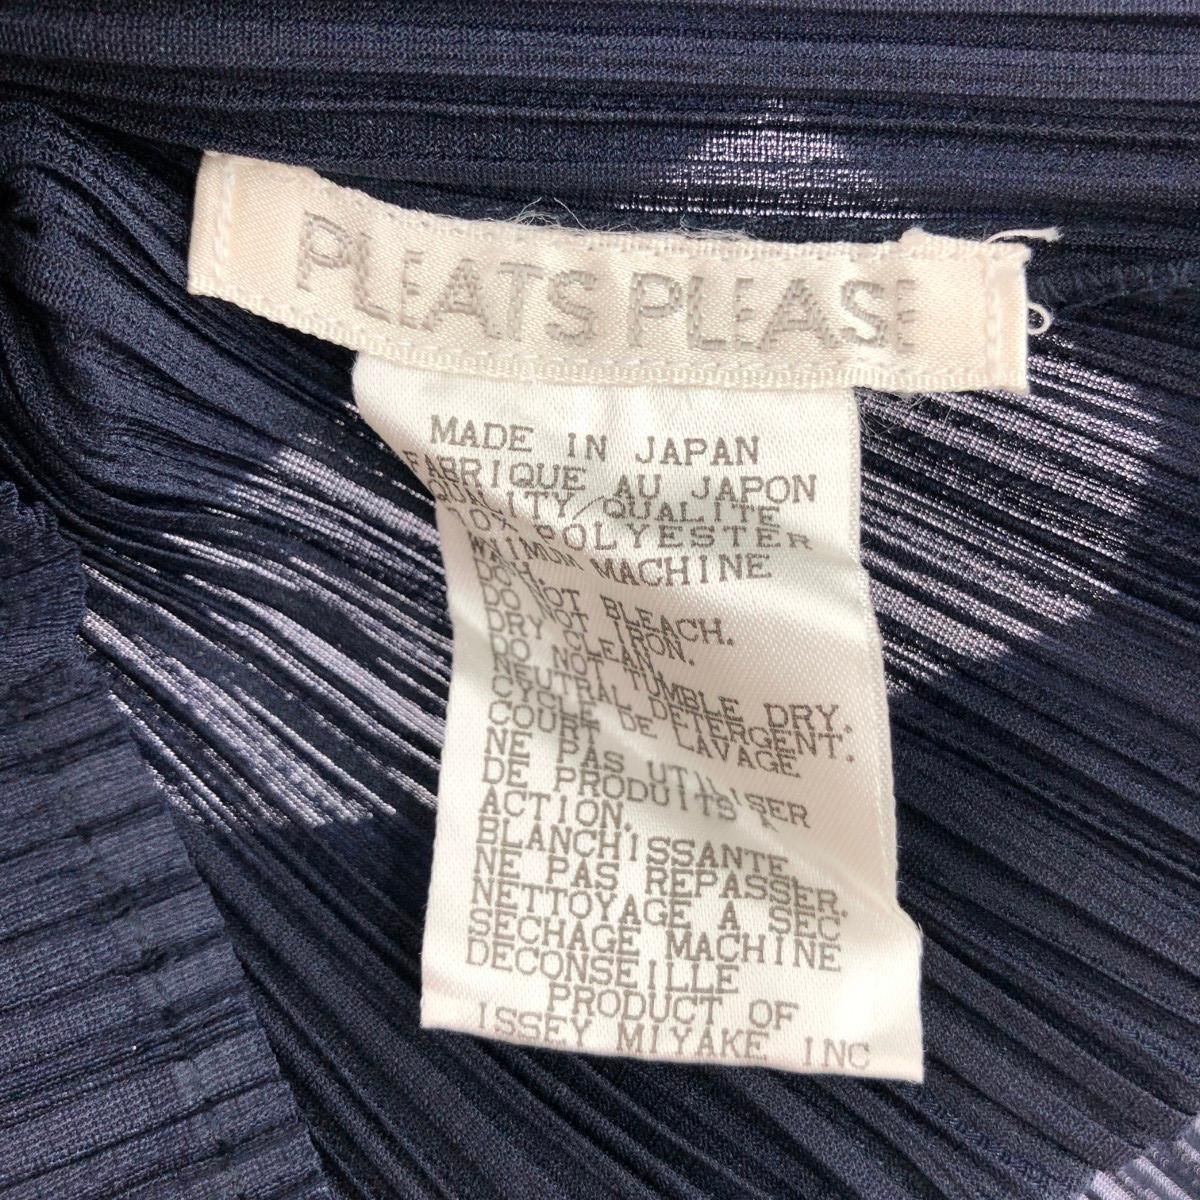 PLEATS PLEASE
MADE IN JAPAN
FABRIQUE AU JAPON
QUALITY/QUALITE
POLYESTER
MACHINE
DO NOT BLEACH.
IRON.
DRY CLEAN.
DO NOT TUMBLE DRY.
NEUTRAL DETERGENT.
CYCLE DE LAVAGE
COURT
NE PAS UTILISER
DE PRODUITS A
ACTION.
BLANCHISSANTE.
NE PAS REPASSER.
NETTOYAGE A SEC
SECHAGE MACHINE
DECONSEILLE
PRODUCT OF
ISSEY MIYAKE INC